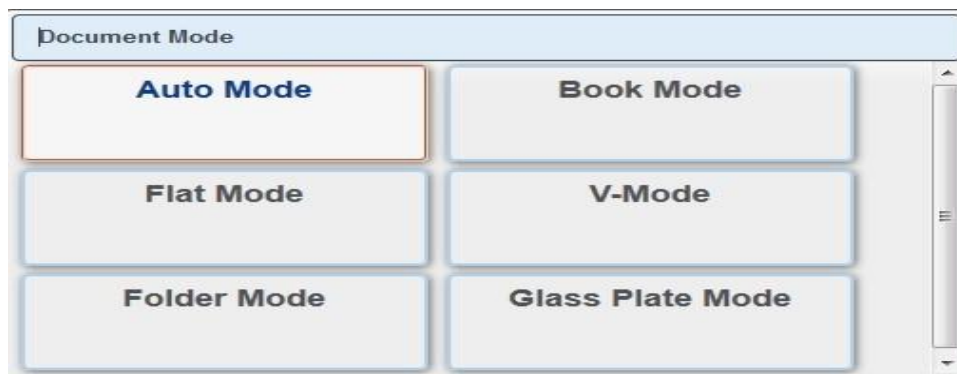 Document Mode
Auto Mode
Book Mode
Flat Mode
V-Mode
Folder Mode
Glass Plate Mode